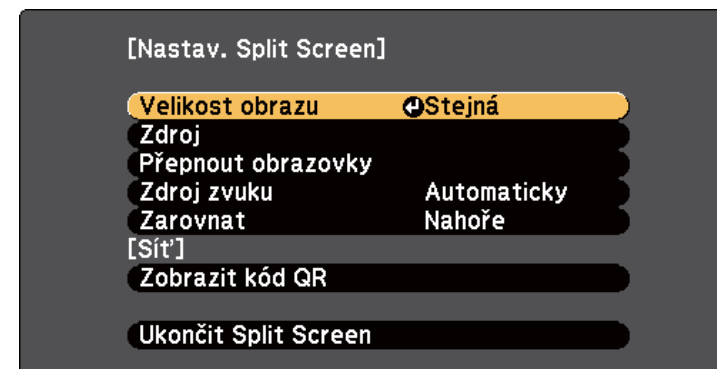 [Nastav. Split Screen]
Velikost obrazu Stejná
Zdroj
Přepnout obrazovky
Zdroj zvuku Automaticky
Zarovnat Nahoře
[Síť]
Zobrazit kód QR
Ukončit Split Screen